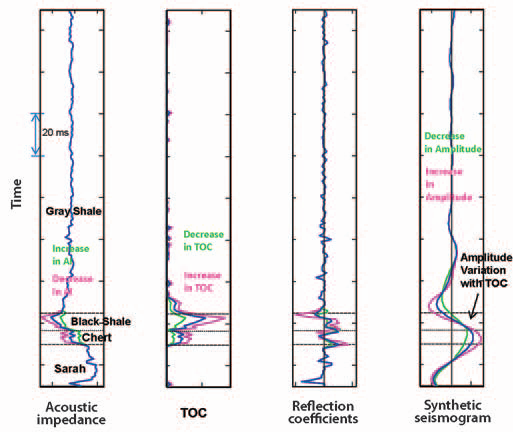 Time
20 ms
Gray Shale
Increase
in AI
Decrease
in AI
Black Shale
Chert
Sarah
Acoustic
impedance
Decrease
in TOC
Increase
in TOC
TOC
Reflection
coefficients
Decrease
in Amplitude
Increase
in
Amplitude
Amplitude
Variation
with TOC
Synthetic
seismogram